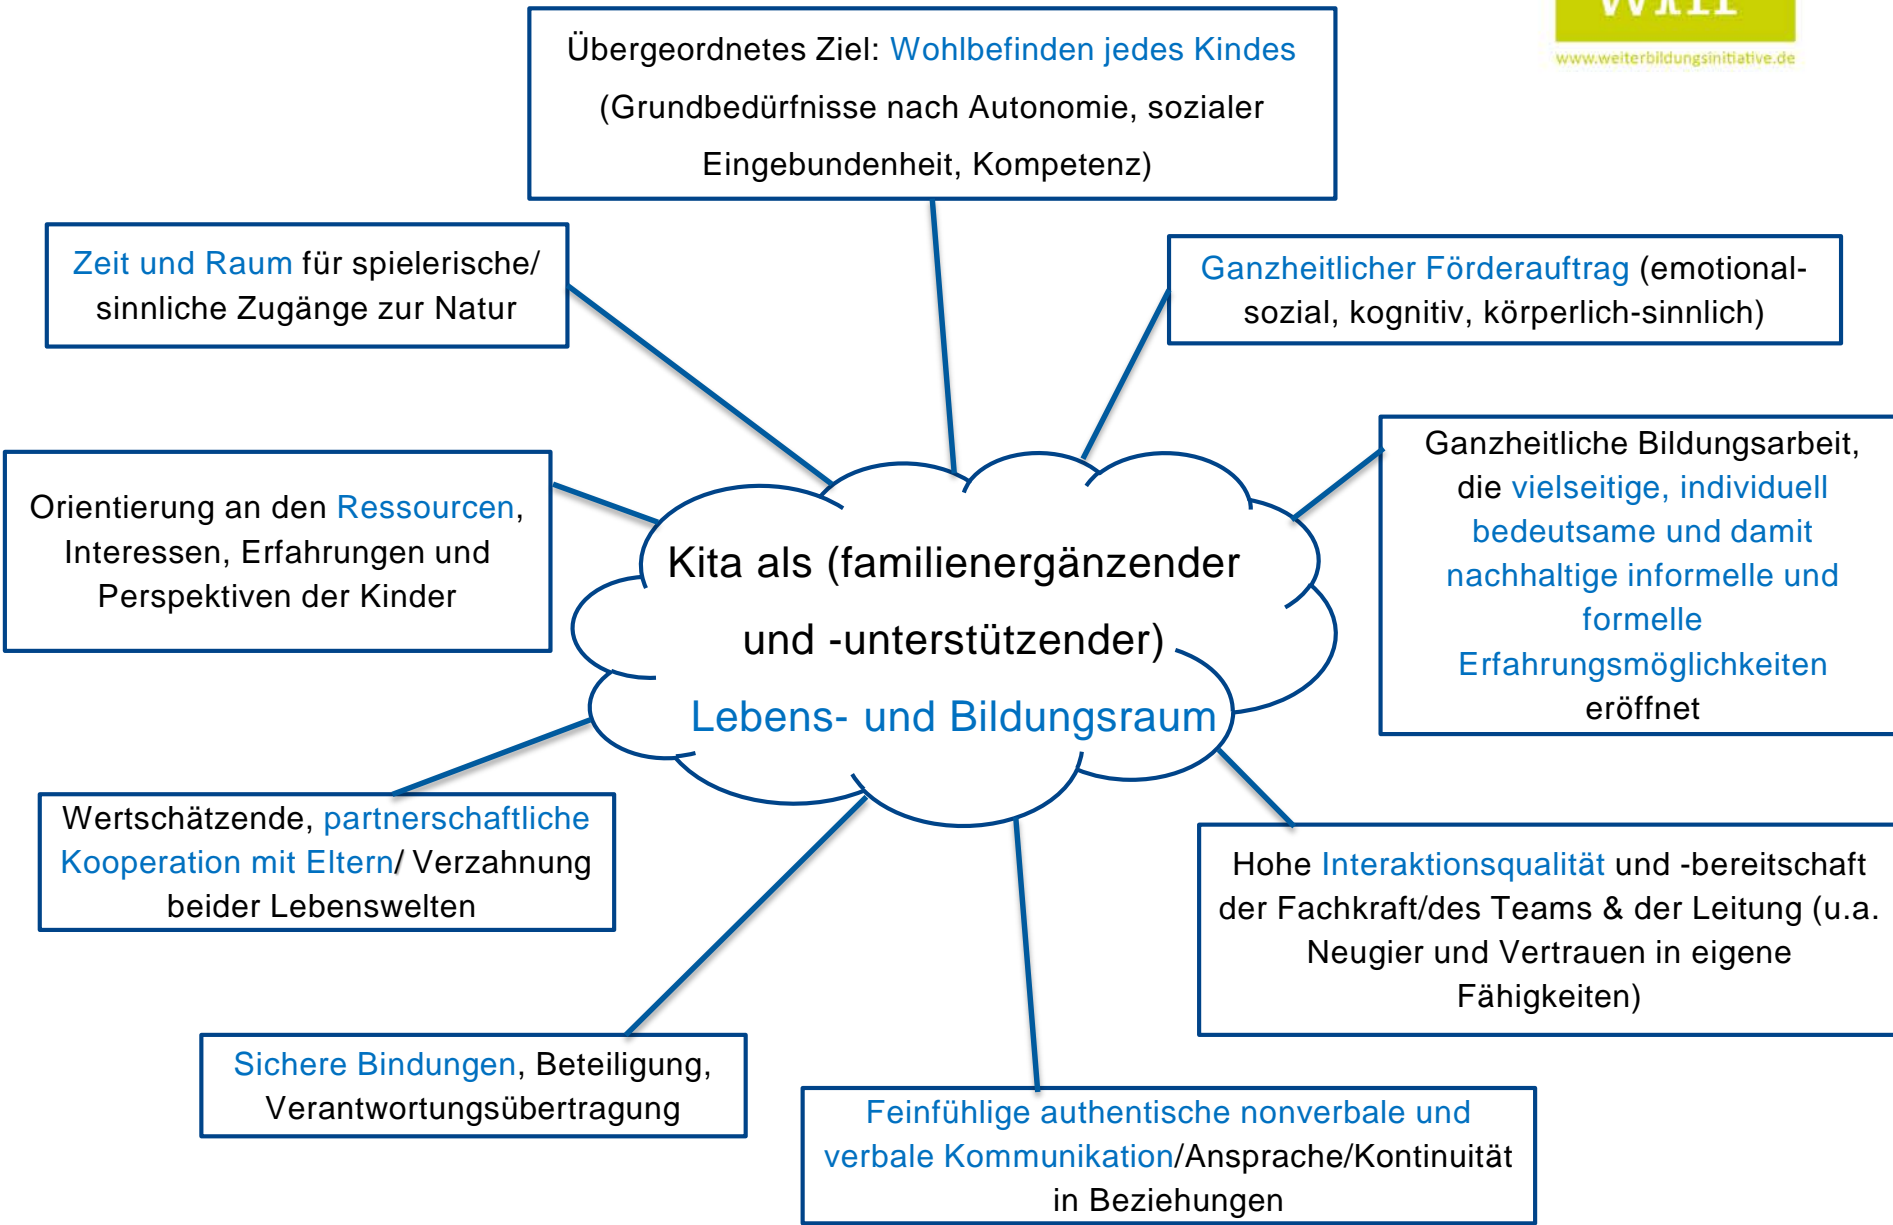 www.weiterbildungsinitiative.de
Übergeordnetes Ziel: Wohlbefinden jedes Kindes
(Grundbedürfnisse nach Autonomie, sozialer
Eingebundenheit, Kompetenz)
Zeit und Raum für spielerische/
sinnliche Zugänge zur Natur
Ganzheitlicher Förderauftrag (emotional-
sozial, kognitiv, körperlich-sinnlich)
Orientierung an den Ressourcen,
Interessen, Erfahrungen und
Perspektiven der Kinder
Kita als (familienergänzender
und -unterstützender)
Lebens- und Bildungsraum
Ganzheitliche Bildungsarbeit,
die vielseitige, individuell
bedeutsame und damit
nachhaltige informelle und
formelle
Erfahrungsmöglichkeiten
eröffnet
Wertschätzende, partnerschaftliche
Kooperation mit Eltern/ Verzahnung
beider Lebenswelten
Hohe Interaktionsqualität und -bereitschaft
der Fachkraft/des Teams & der Leitung (u.a.
Neugier und Vertrauen in eigene
Fähigkeiten)
Sichere Bindungen, Beteiligung,
Verantwortungsübertragung
Feinfühlige authentische nonverbale und
verbale Kommunikation/Ansprache/Kontinuität
in Beziehungen